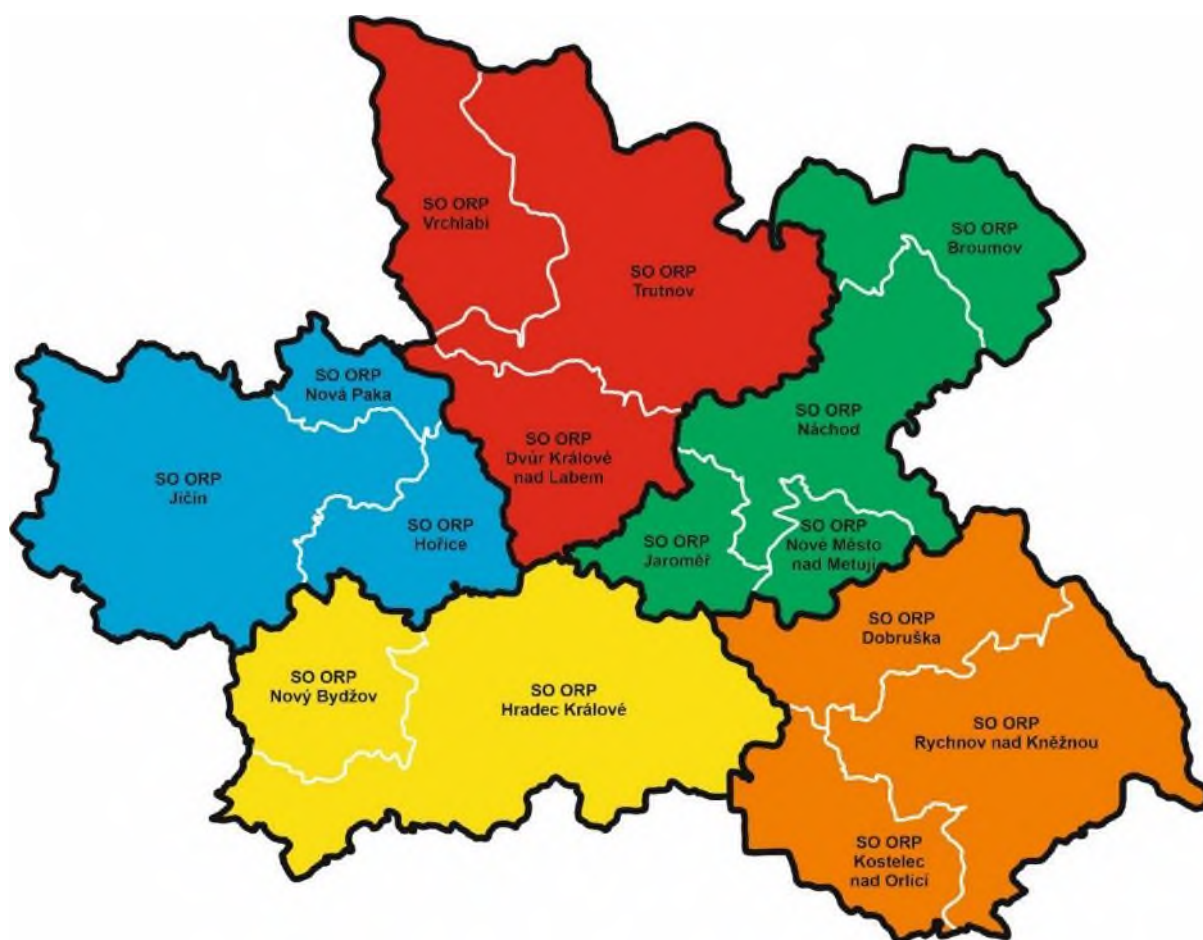 SO ORP
Vrchlabí
SO ORP
Trutnov
SO ORP
Broumov
SO ORP
Nová Paka
SO ORP
Náchod
SO ORP
Dvůr Králové
nad Labem
SO ORP
Jičín
SO ORP
Hořice
SO ORP
Jaroměř
SO ORP
Nové Město
nad Metují
SO ORP
Dobruška
SO ORP
Nový Bydžov
SO ORP
Hradec Králové
SO ORP
Rychnov nad Kněžnou
SO ORP
Kostelec
nad Orlicí